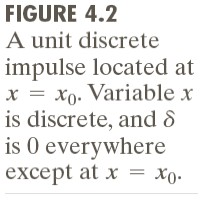 FIGURE 4.2
A unit discrete
impulse located at
x = x₀. Variable x
is discrete, and δ
is 0 everywhere
except at x = x₀.